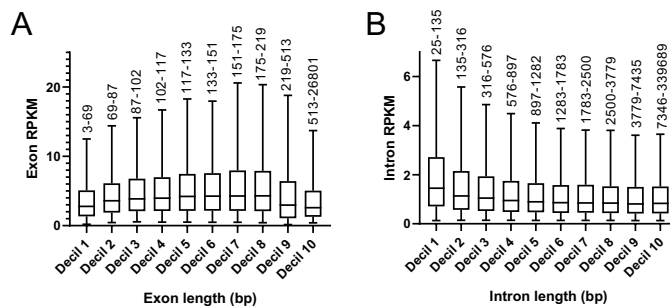 A
Exon RPKM
20
10
0
3-69
69-87
87-102
102-117
117-133
133-151
151-175
175-219
219-513
513-26801
Decil 1
Decil 2
Decil 3
Decil 4
Decil 5
Decil 6
Decil 7
Decil 8
Decil 9
Decil 10
Exon length (bp)
B
Intron RPKM
6
4
2
0
25-135
135-316
316-576
576-897
897-1282
1283-1783
1783-2500
2500-3779
3779-7435
7346-339689
Decil 1
Decil 2
Decil 3
Decil 4
Decil 5
Decil 6
Decil 7
Decil 8
Decil 9
Decil 10
Intron length (bp)